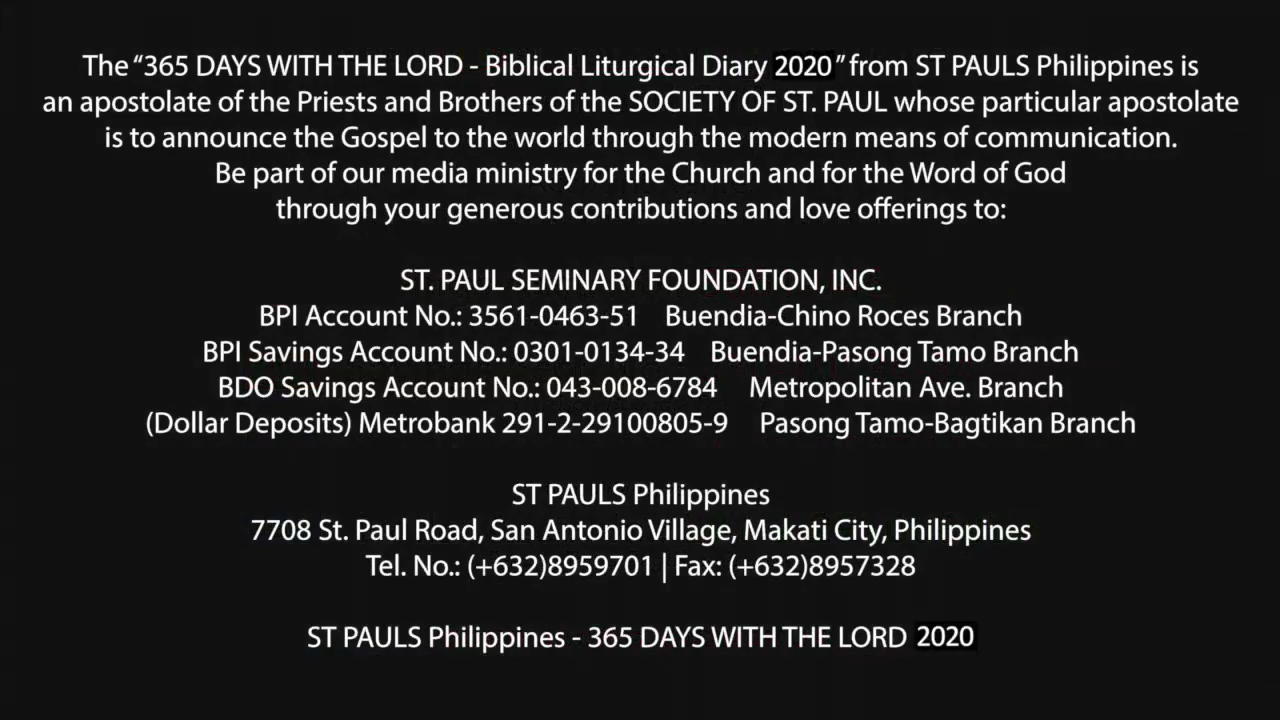 The “365 DAYS WITH THE LORD - Biblical Liturgical Diary 2020” from ST PAULS Philippines is
an apostolate of the Priests and Brothers of the SOCIETY OF ST. PAUL whose particular apostolate
is to announce the Gospel to the world through the modern means of communication.
Be part of our media ministry for the Church and for the Word of God
through your generous contributions and love offerings to:
ST. PAUL SEMINARY FOUNDATION, INC.
BPI Account No.: 3561-0463-51 Buendia-Chino Roces Branch
BPI Savings Account No.: 0301-0134-34 Buendia-Pasong Tamo Branch
BDO Savings Account No.: 043-008-6784 Metropolitan Ave. Branch
(Dollar Deposits) Metrobank 291-2-29100805-9 Pasong Tamo-Bagtikan Branch
ST PAULS Philippines
7708 St. Paul Road, San Antonio Village, Makati City, Philippines
Tel. No.: (+632)8959701 | Fax: (+632)8957328
ST PAULS Philippines - 365 DAYS WITH THE LORD 2020